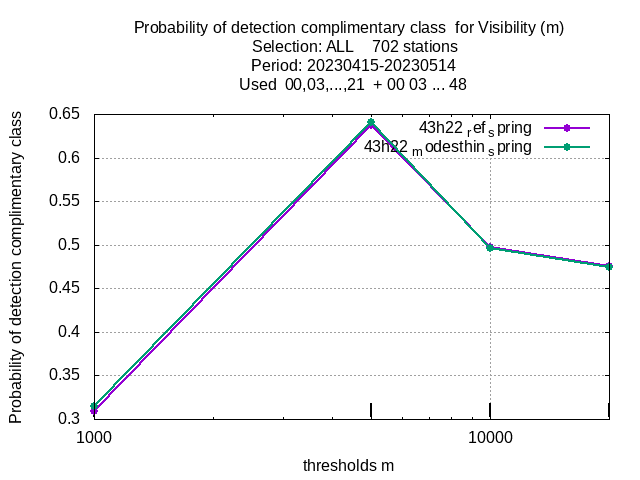 Probability of detection complimentary class  for Visibility (m)
Selection: ALL    702 stations
Period: 20230415-20230514
Used  00,03,...,21  + 00 03 ... 48
Probability of detection complimentary class
0.65
0.6
0.55
0.5
0.45
0.4
0.35
0.3
43h22 ref spring
43h22 modesthin spring
1000
10000
thresholds m